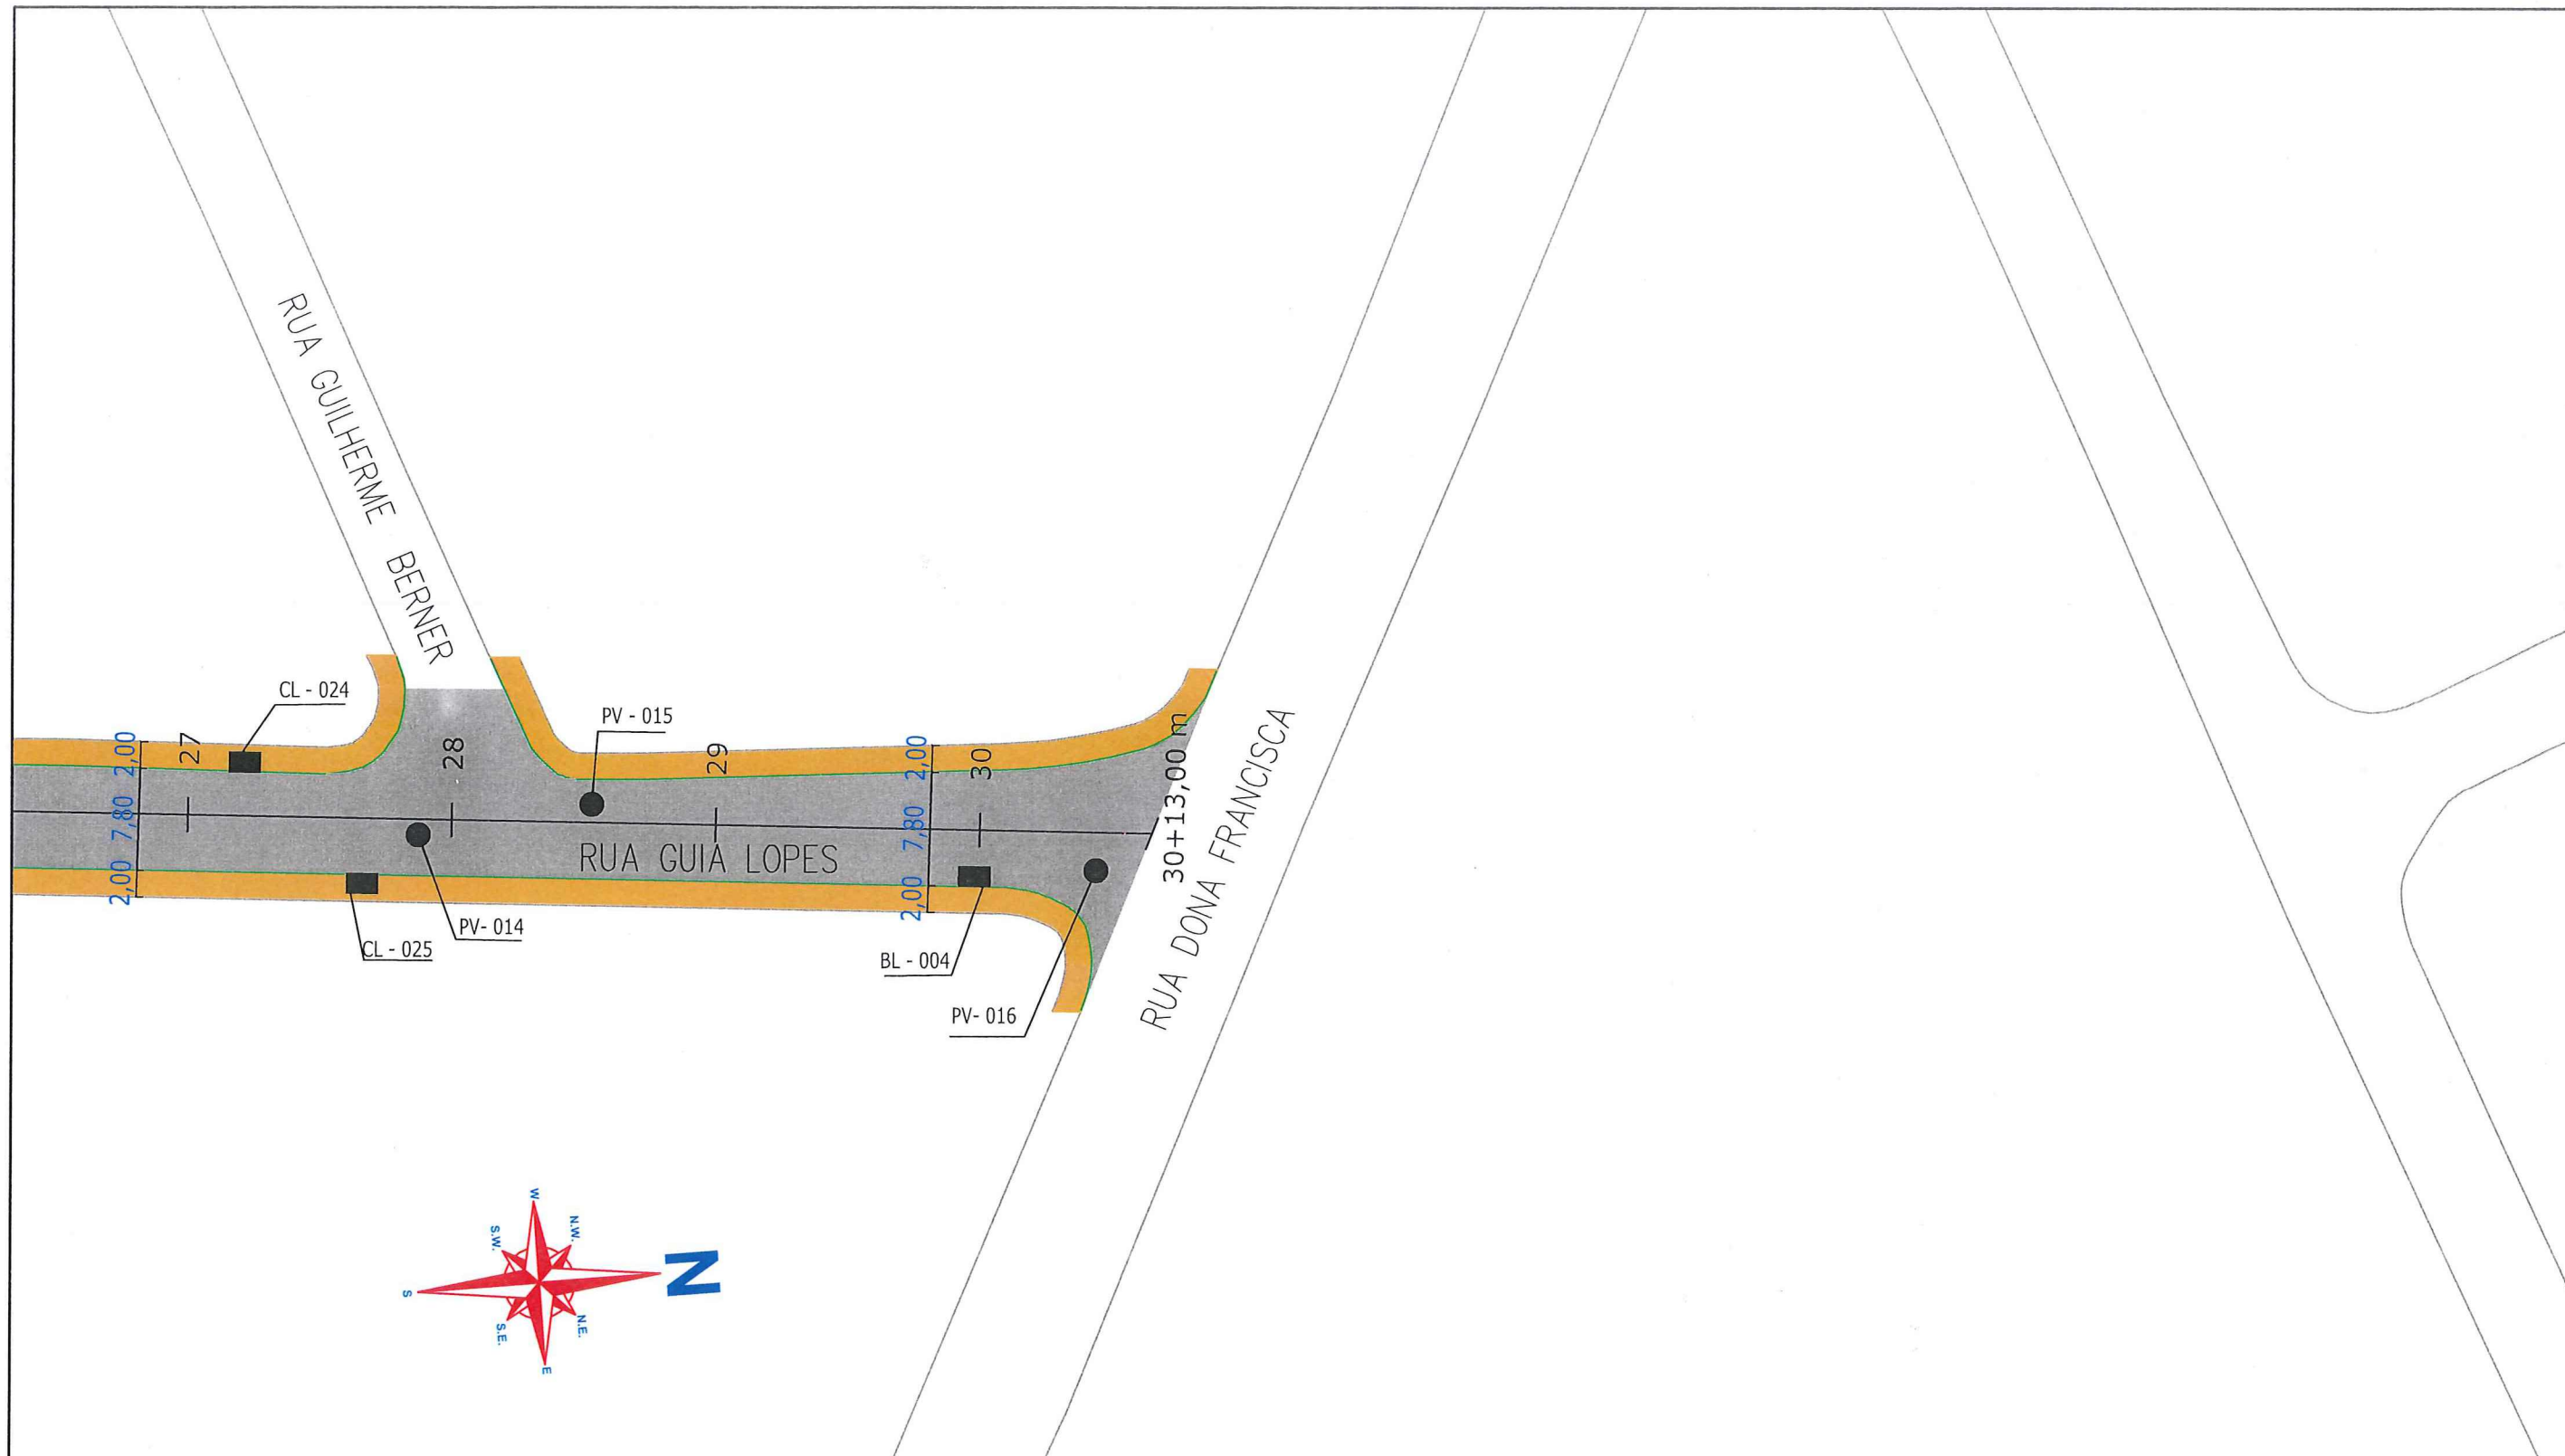 RUA GUILHERME BERNER
CL - 024
PV - 015
27
28
29
30
2,00
7,80
2,00
2,00
7,80
2,00
30+13,000 m
RUA GUIA LOPES
RUA DONA FRANCISCA
CL - 025
PV- 014
BL - 004
PV- 016
W
N.W.
S.W.
N
S
S.E.
N.E.
E